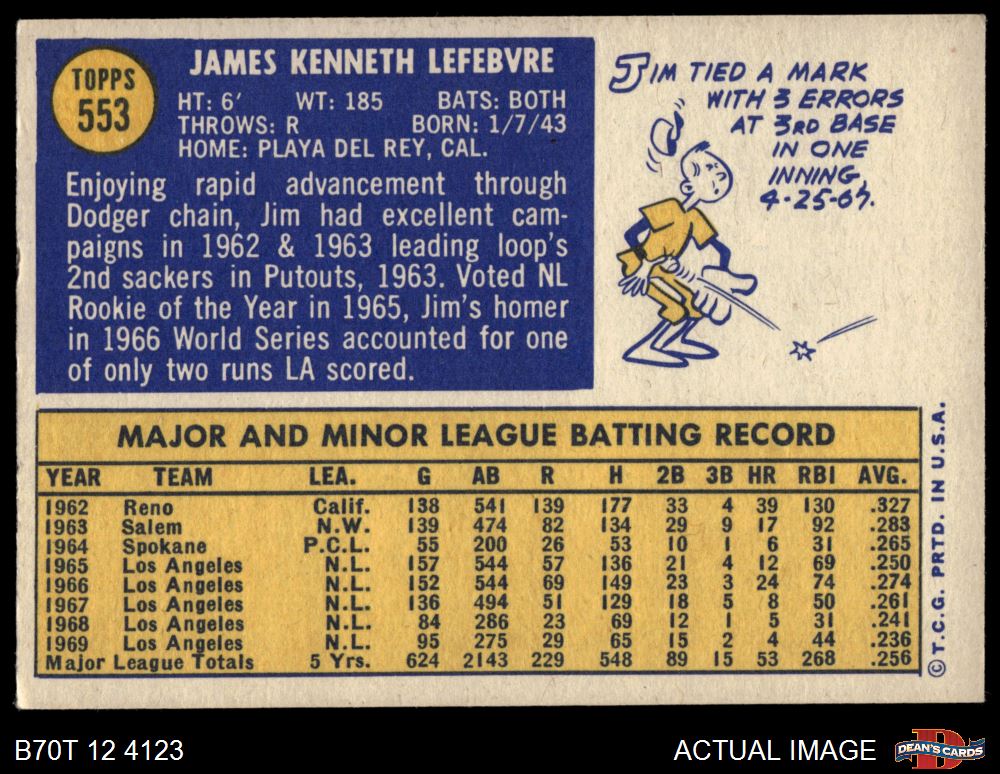 TOPPS
553
JAMES KENNETH LEFEBVRE
HT: 6' WT: 185 BATS: BOTH
THROWS: R BORN: 1/7/43
HOME: PLAYA DEL REY, CAL.
Enjoying rapid advancement through
Dodger chain, Jim had excellent cam-
paigns in 1962 & 1963 leading loop's
2nd sackers in Putouts, 1963. Voted NL
Rookie of the Year in 1965, Jim's homer
in 1966 World Series accounted for one
of only two runs LA scored.
JIM TIED A MARK
WITH 3 ERRORS
AT 3RD BASE
IN ONE
INNING,
4-25-67.
MAJOR AND MINOR LEAGUE BATTING RECORD
YEAR TEAM LEA. G AB R H 2B 3B HR RBI AVG.
1962 Reno Calif. 138 541 139 177 33 4 39 130 .327
1963 Salem N.W. 139 474 82 134 29 9 17 92 .283
1964 Spokane P.C.L. 55 200 26 53 10 1 6 31 .265
1965 Los Angeles N.L. 157 544 57 136 21 4 12 69 .250
1966 Los Angeles N.L. 152 544 69 149 23 3 24 74 .274
1967 Los Angeles N.L. 136 494 51 129 18 5 8 50 .261
1968 Los Angeles N.L. 84 286 23 69 12 1 5 31 .241
1969 Los Angeles N.L. 95 275 29 65 15 2 4 44 .236
Major League Totals 5 Yrs. 624 2143 229 548 89 15 53 268 .256
© T.C.G. PRTD. IN U.S.A.
B70T 12 4123
ACTUAL IMAGE
DEAN'S CARDS